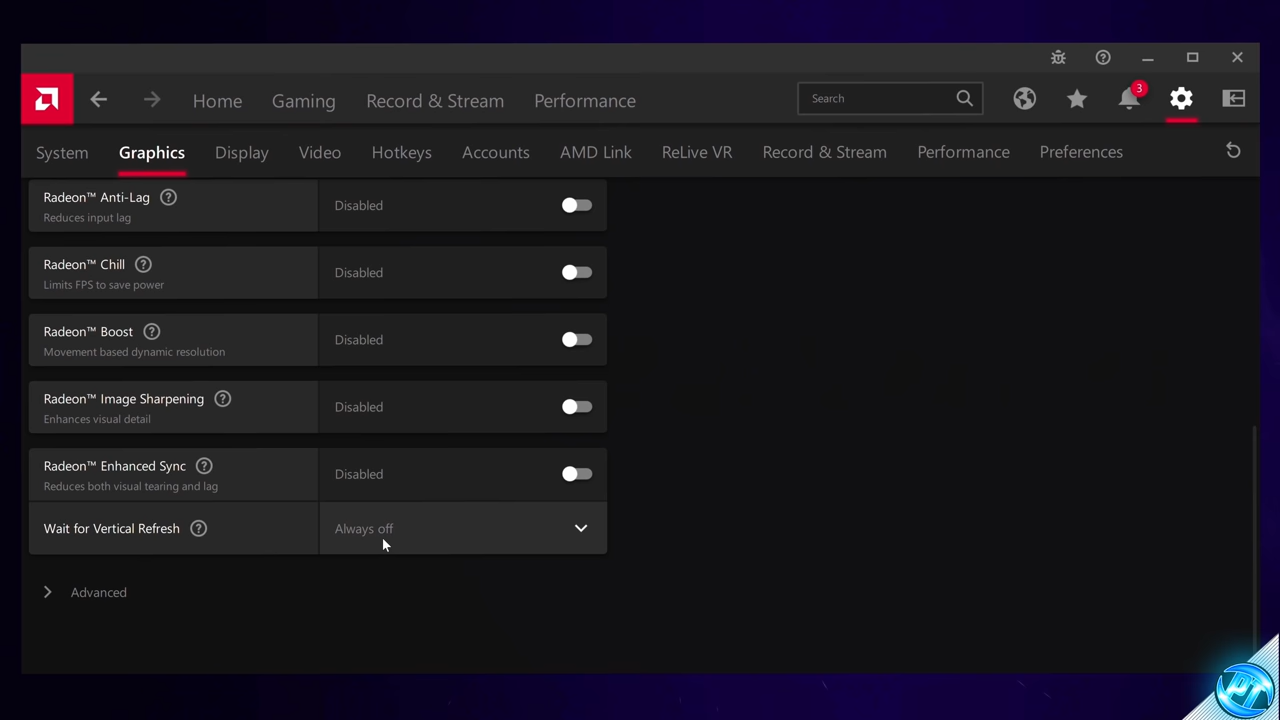 3
Home Gaming Record & Stream Performance Search
System Graphics Display Video Hotkeys Accounts AMD Link ReLive VR Record & Stream Performance Preferences
Radeon™ Anti-Lag ?
Reduces input lag
Disabled
Radeon™ Chill ?
Limits FPS to save power
Disabled
Radeon™ Boost ?
Movement based dynamic resolution
Disabled
Radeon™ Image Sharpening ?
Enhances visual detail
Disabled
Radeon™ Enhanced Sync ?
Reduces both visual tearing and lag
Disabled
Wait for Vertical Refresh ?
Always off
Advanced
PT